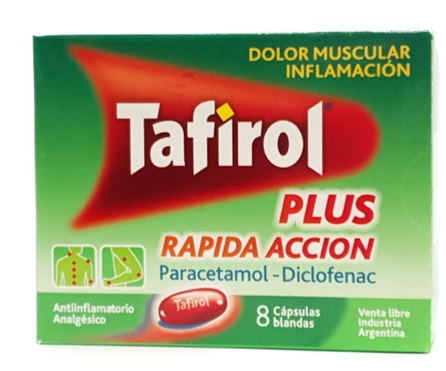 DOLOR MUSCULAR
INFLAMACIÓN
Tafirol®
PLUS
RAPIDA ACCION
Paracetamol - Diclofenac
Antiinflamatorio
Analgésico
Tafirol
8 Cápsulas
blandas
Venta libre
Industria
Argentina